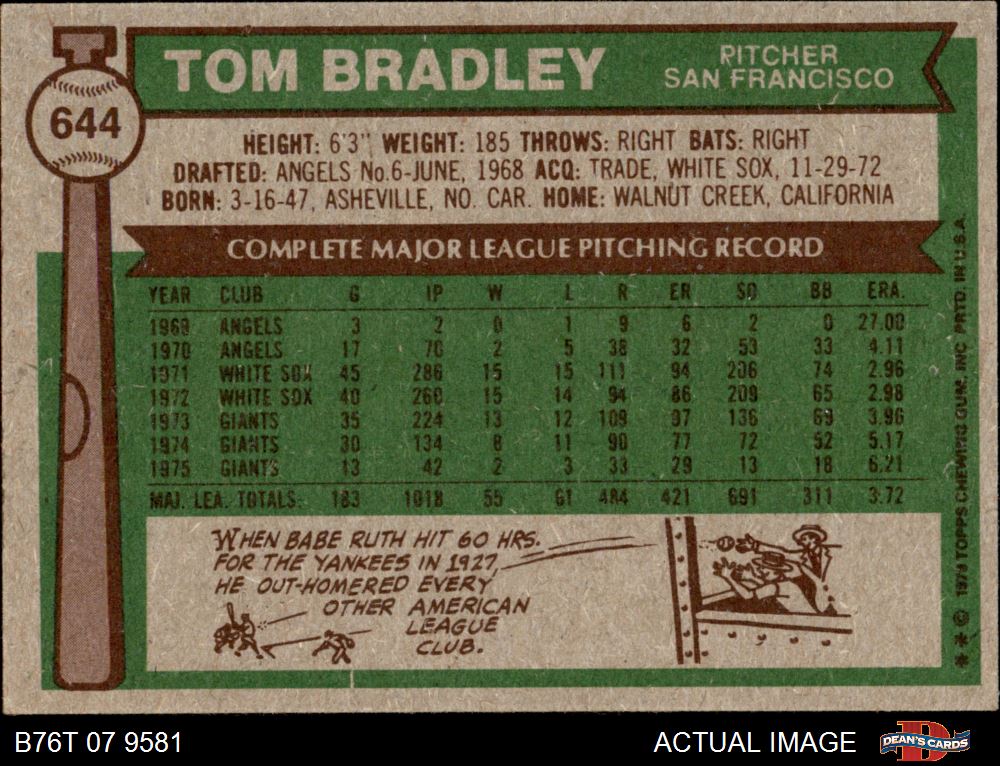 TOM BRADLEY
PITCHER
SAN FRANCISCO
644
HEIGHT: 6'3" WEIGHT: 185 THROWS: RIGHT BATS: RIGHT
DRAFTED: ANGELS No.6-JUNE, 1968 ACQ: TRADE, WHITE SOX, 11-29-72
BORN: 3-16-47, ASHEVILLE, NO. CAR. HOME: WALNUT CREEK, CALIFORNIA
COMPLETE MAJOR LEAGUE PITCHING RECORD
YEAR CLUB G IP W L R ER SO BB ERA.
1969 ANGELS 3 2 0 1 9 6 2 0 27.00
1970 ANGELS 17 70 2 5 38 32 53 33 4.11
1971 WHITE SOX 45 286 15 15 111 94 206 74 2.96
1972 WHITE SOX 40 260 15 14 94 86 209 65 2.98
1973 GIANTS 35 224 13 12 109 97 136 69 3.90
1974 GIANTS 30 134 8 11 90 77 72 52 5.17
1975 GIANTS 13 42 2 3 33 29 13 18 6.21
MAJ. LEA. TOTALS 183 1018 55 61 484 421 691 311 3.72
WHEN BABE RUTH HIT 60 HRS.
FOR THE YANKEES IN 1927,
HE OUT-HOMERED EVERY
OTHER AMERICAN
LEAGUE
CLUB.
* * © 1976 TOPPS CHEWING GUM, INC. PRTD. IN U.S.A.
B76T 07 9581
ACTUAL IMAGE
D
DEAN'S CARDS